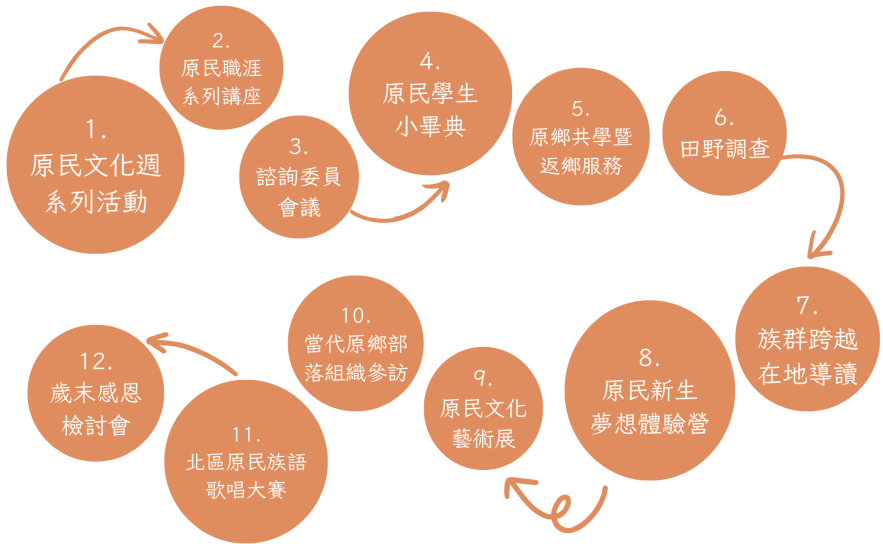 1.
原民文化週
系列活動
2.
原民職涯
系列講座
3.
諮詢委員
會議
4.
原民學生
小畢典
5.
原鄉共學暨
返鄉服務
6.
田野調查
7.
族群跨越
在地導讀
8.
原民新生
夢想體驗營
9.
原民文化
藝術展
10.
當代原鄉部
落組織參訪
11.
北區原民族語
歌唱大賽
12.
歲末感恩
檢討會